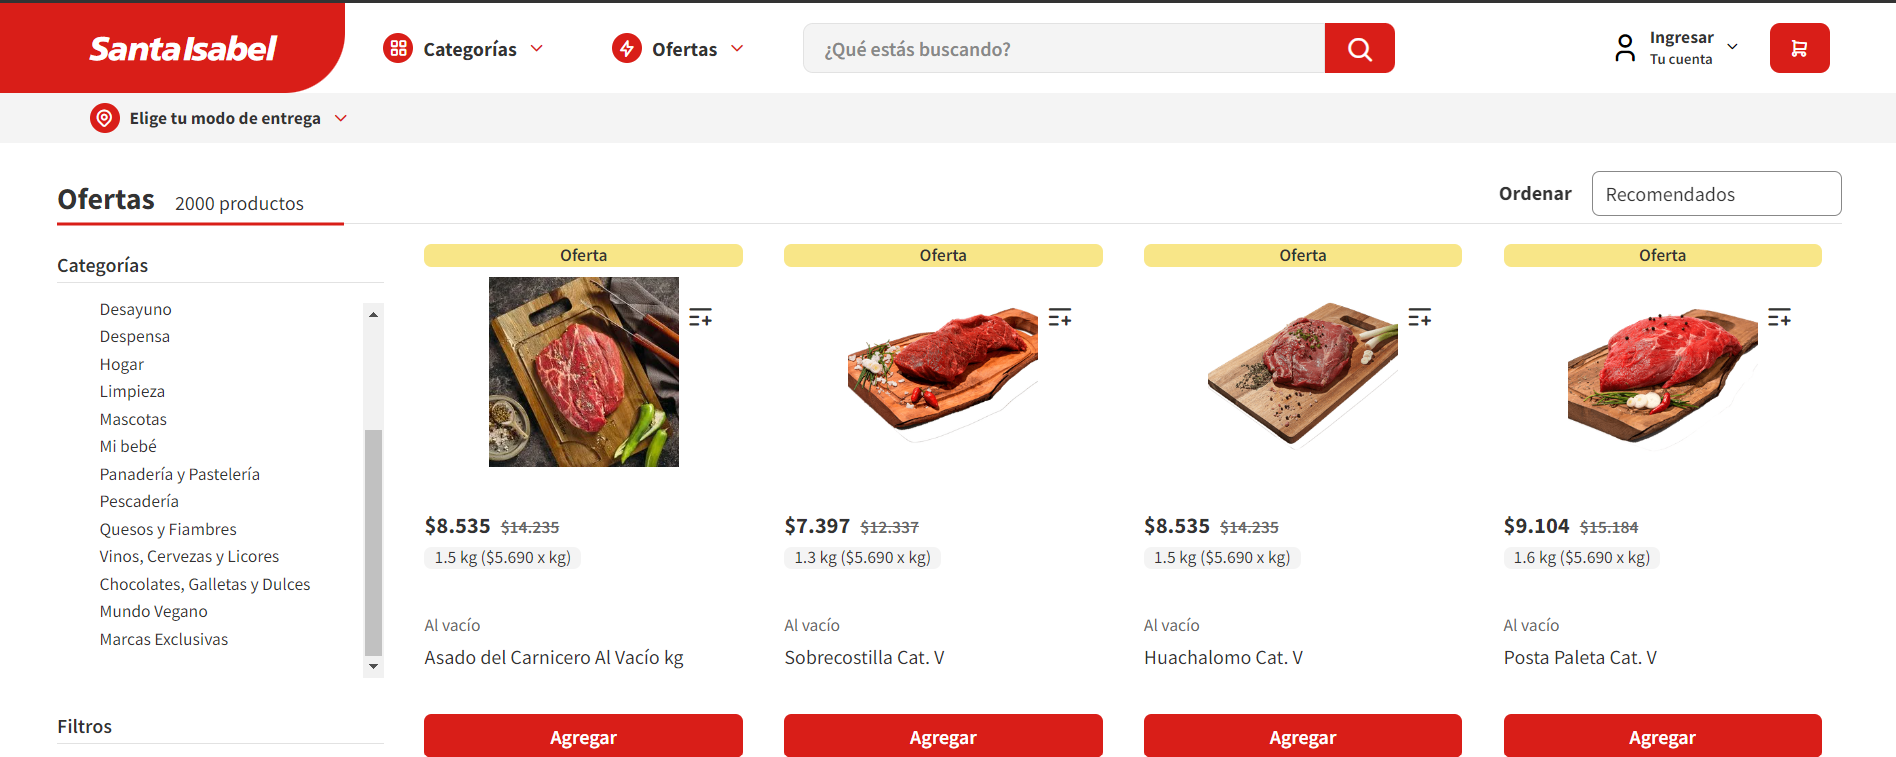 SantaIsabel
Categorías
Ofertas
¿Qué estás buscando?
Ingresar
Tu cuenta
Elige tu modo de entrega
Ofertas 2000 productos
Ordenar Recomendados
Categorías
Desayuno
Despensa
Hogar
Limpieza
Mascotas
Mi bebé
Panadería y Pastelería
Pescadería
Quesos y Fiambres
Vinos, Cervezas y Licores
Chocolates, Galletas y Dulces
Mundo Vegano
Marcas Exclusivas
Filtros
Oferta
$8.535 $14.235
1.5 kg ($5.690 x kg)
Al vacío
Asado del Carnicero Al Vacío kg
Agregar
Oferta
$7.397 $12.337
1.3 kg ($5.690 x kg)
Al vacío
Sobrecostilla Cat. V
Agregar
Oferta
$8.535 $14.235
1.5 kg ($5.690 x kg)
Al vacío
Huachalomo Cat. V
Agregar
Oferta
$9.104 $15.184
1.6 kg ($5.690 x kg)
Al vacío
Posta Paleta Cat. V
Agregar